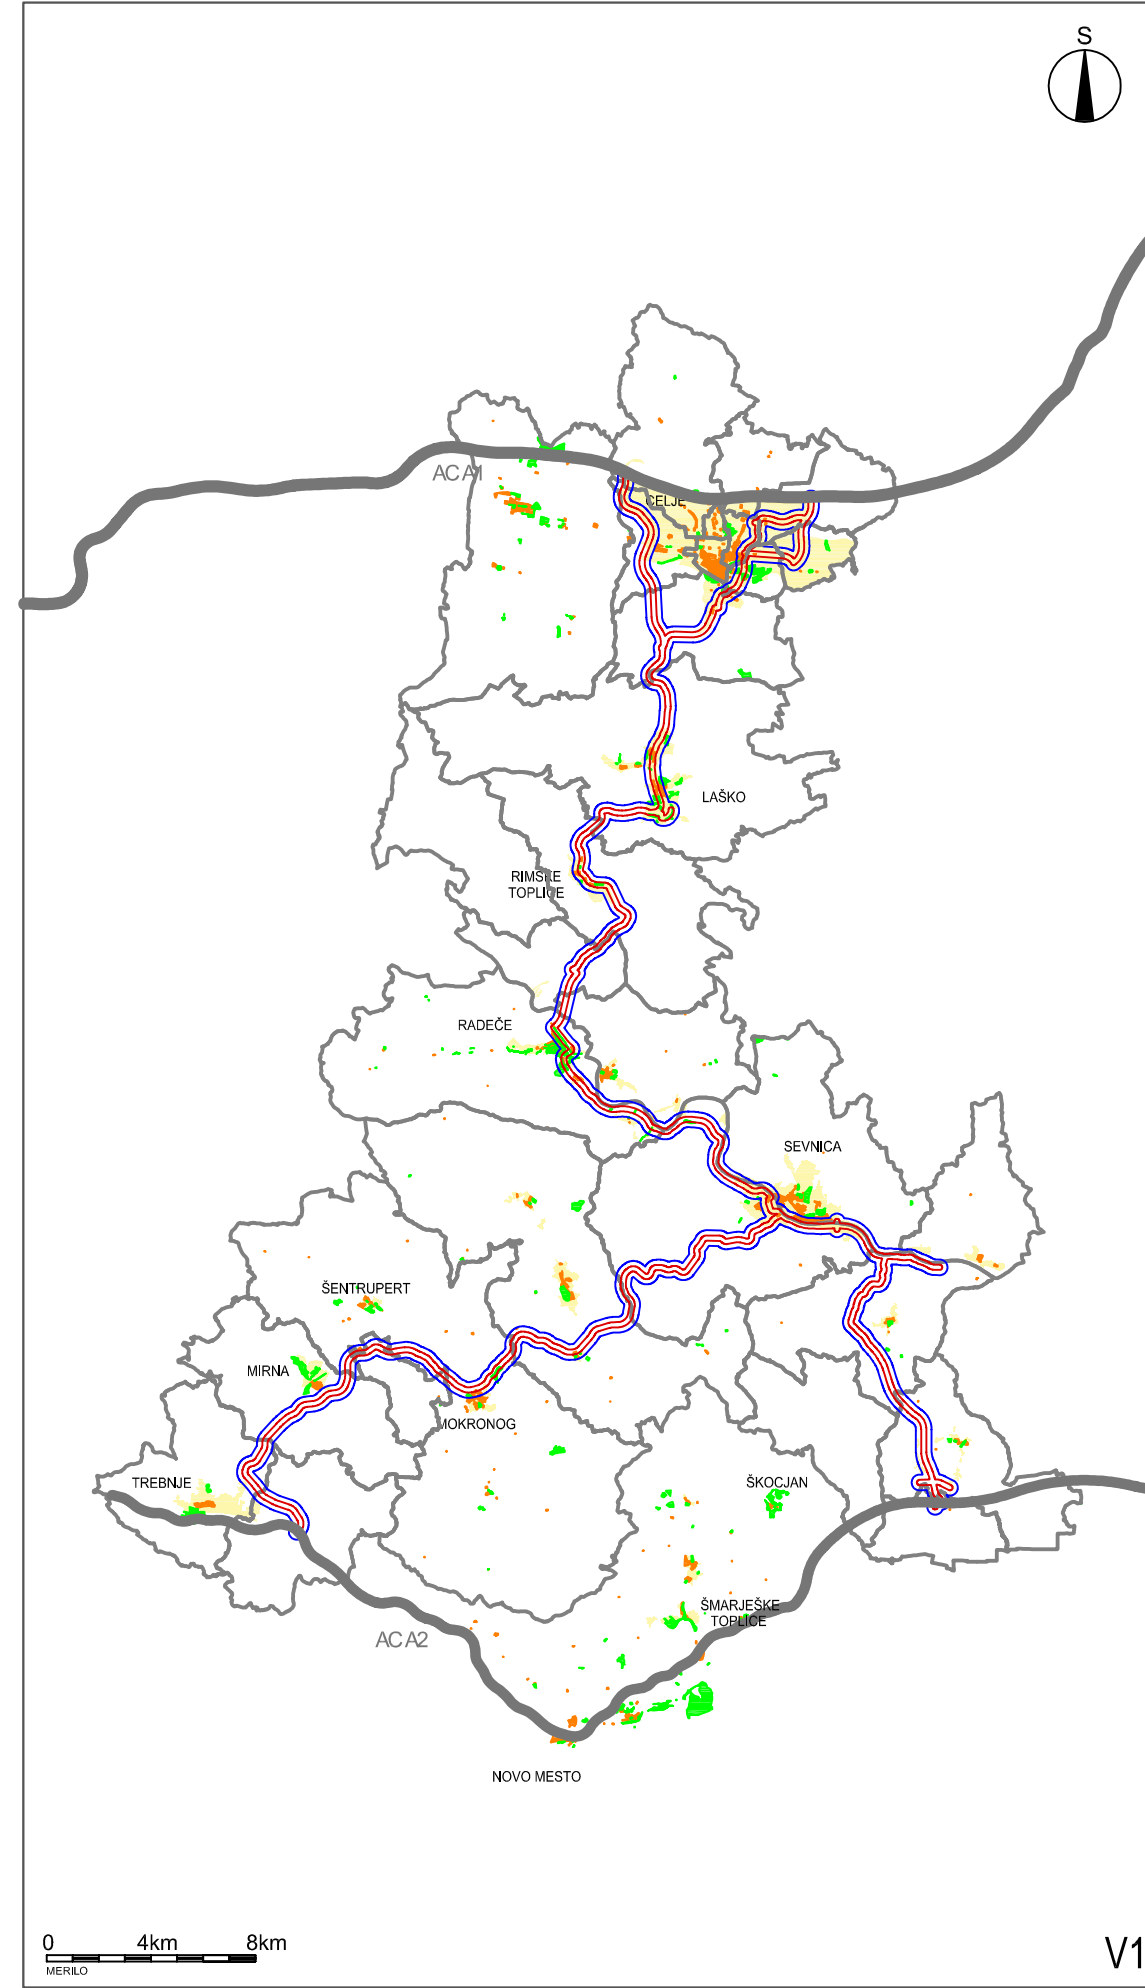 S
AC A1
CELJE
LAŠKO
RIMSKE
TOPLICE
RADEČE
SEVNICA
ŠENTRUPERT
MIRNA
MOKRONOG
TREBNJE
ŠKOCJAN
ŠMARJEŠKE
TOPLICE
AC A2
NOVO MESTO
0 4km 8km
MERILO
V1